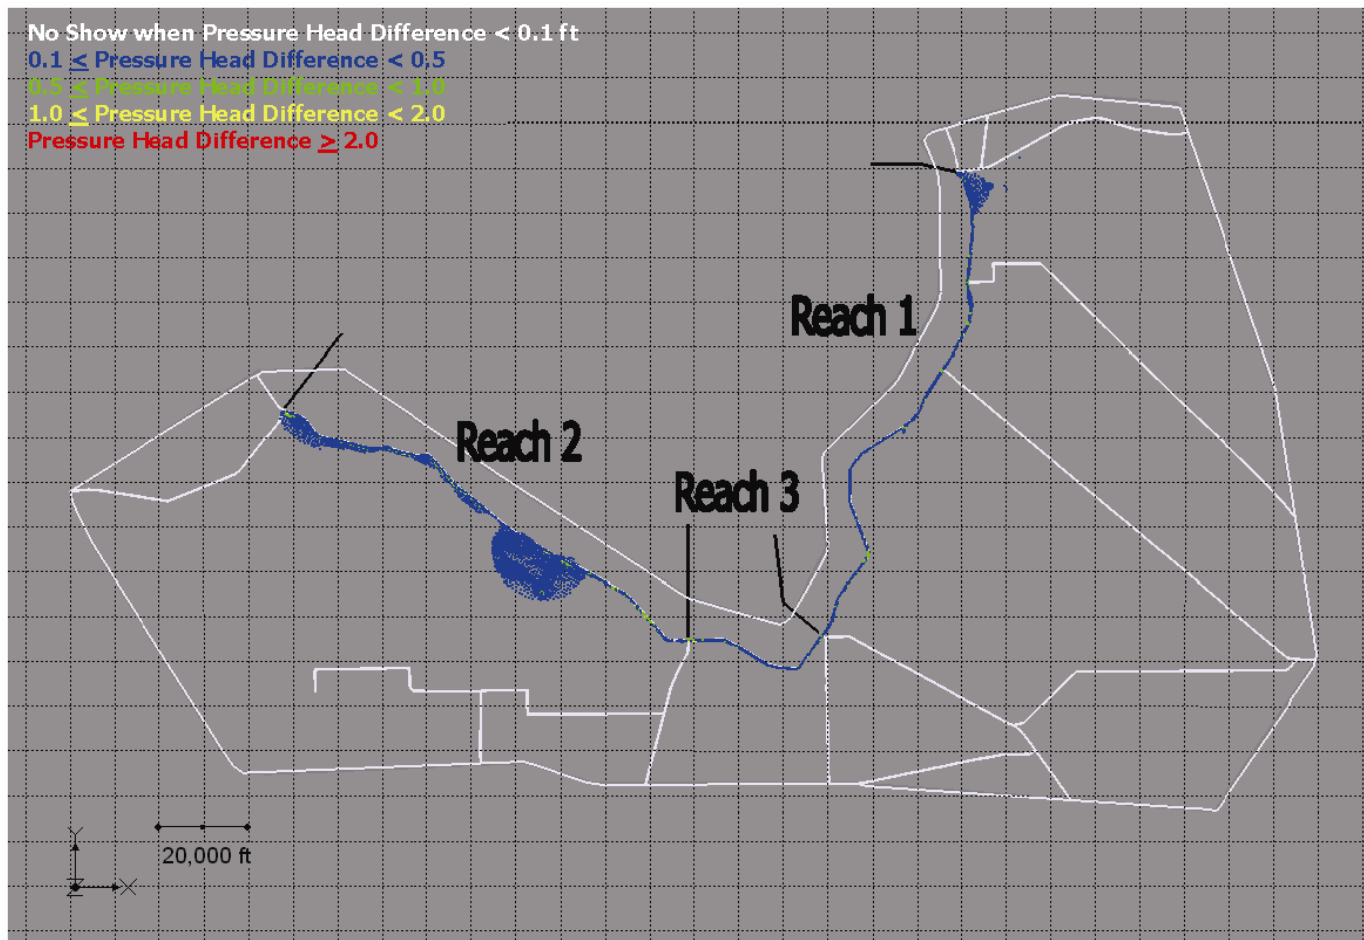 No Show when Pressure Head Difference < 0.1 ft
0.1 ≤ Pressure Head Difference < 0.5
0.5 ≤ Pressure Head Difference < 1.0
1.0 ≤ Pressure Head Difference < 2.0
Pressure Head Difference ≥ 2.0
Reach 1
Reach 2
Reach 3
Y
20,000 ft
Z
X